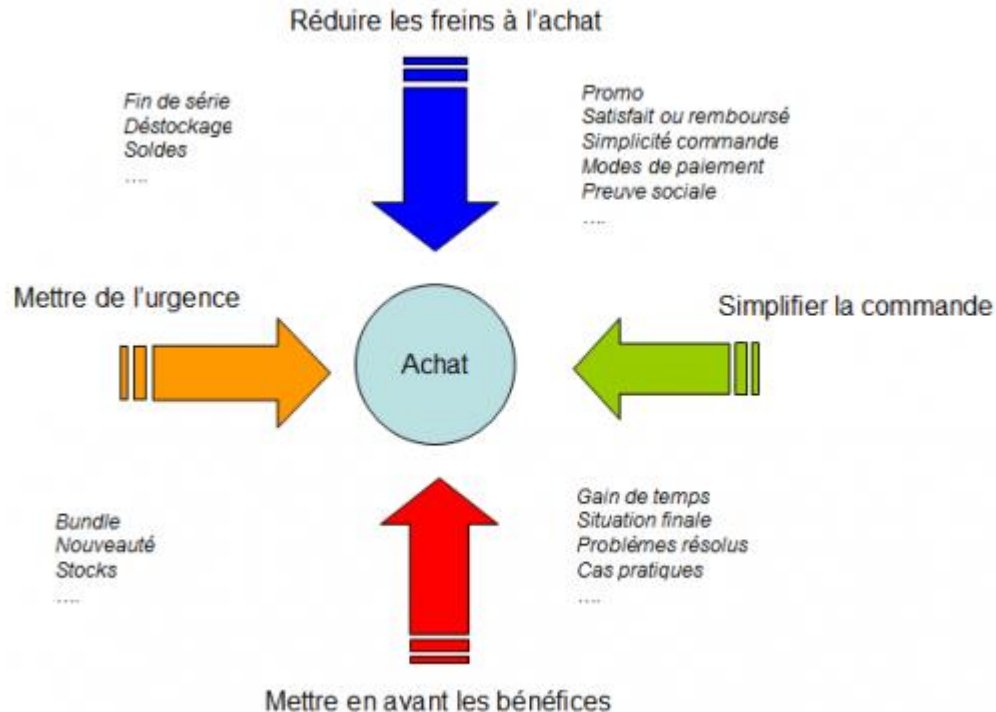 Réduire les freins à l'achat
Fin de série
Déstockage
Soldes
....
Promo
Satisfait ou remboursé
Simplicité commande
Modes de paiement
Preuve sociale
....
Mettre de l'urgence
Simplifier la commande
Achat
Bundle
Nouveauté
Stocks
....
Gain de temps
Situation finale
Problèmes résolus
Cas pratiques
....
Mettre en avant les bénéfices